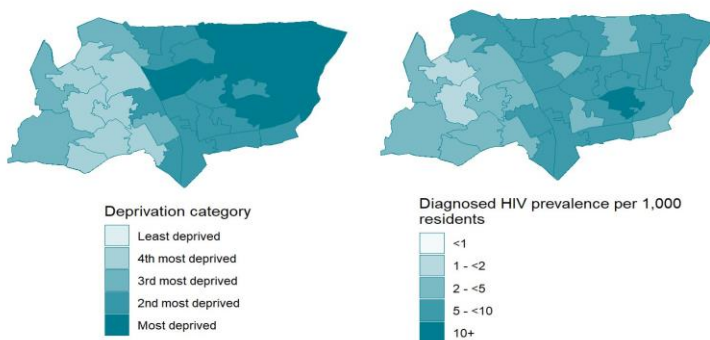 Deprivation category
Least deprived
4th most deprived
3rd most deprived
2nd most deprived
Most deprived
Diagnosed HIV prevalence per 1,000
residents
<1
1 - <2
2 - <5
5 - <10
10+